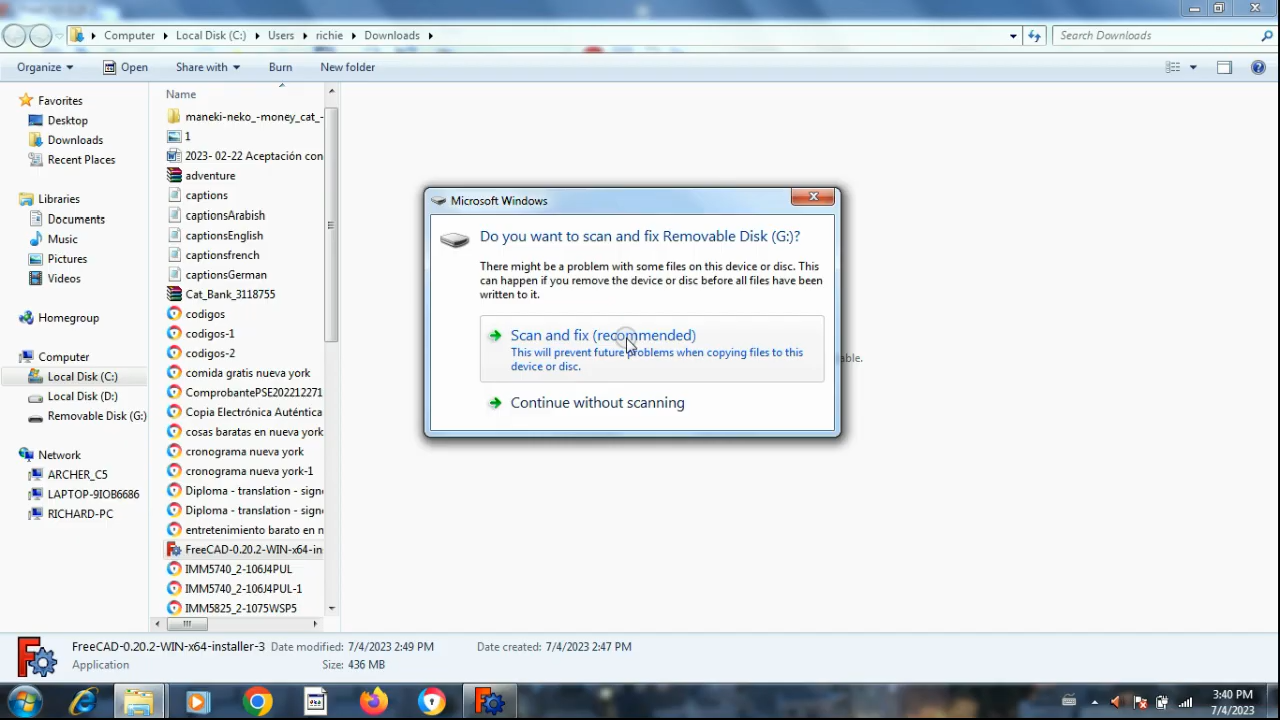 Computer
Local Disk (C:)
Users
richie
Downloads
Search Downloads
Organize
Open
Share with
Burn
New folder
Favorites
Desktop
Downloads
Recent Places
Libraries
Documents
Music
Pictures
Videos
Homegroup
Computer
Local Disk (C:)
Local Disk (D:)
Removable Disk (G:)
Network
ARCHER_C5
LAPTOP-9IOB6686
RICHARD-PC
Name
maneki-neko_-money_cat_-
1
2023- 02-22 Aceptación con
adventure
captions
captionsArabish
captionsEnglish
captionsfrench
captionsGerman
Cat_Bank_3118755
codigos
codigos-1
codigos-2
comida gratis nueva york
ComprobantePSE202212271
Copia Electrónica Auténtica
cosas baratas en nueva york
cronograma nueva york
cronograma nueva york-1
Diploma - translation - sign
Diploma - translation - sign
entretenimiento barato en n
FreeCAD-0.20.2-WIN-x64-in
IMM5740_2-106J4PUL
IMM5740_2-106J4PUL-1
IMM5825_2-1075WSP5
Microsoft Windows
Do you want to scan and fix Removable Disk (G:)?
There might be a problem with some files on this device or disc. This
can happen if you remove the device or disc before all files have been
written to it.
Scan and fix (recommended)
This will prevent future problems when copying files to this
device or disc.
Continue without scanning
able.
FreeCAD-0.20.2-WIN-x64-installer-3
Date modified: 7/4/2023 2:49 PM
Date created: 7/4/2023 2:47 PM
Application
Size: 436 MB
3:40 PM
7/4/2023